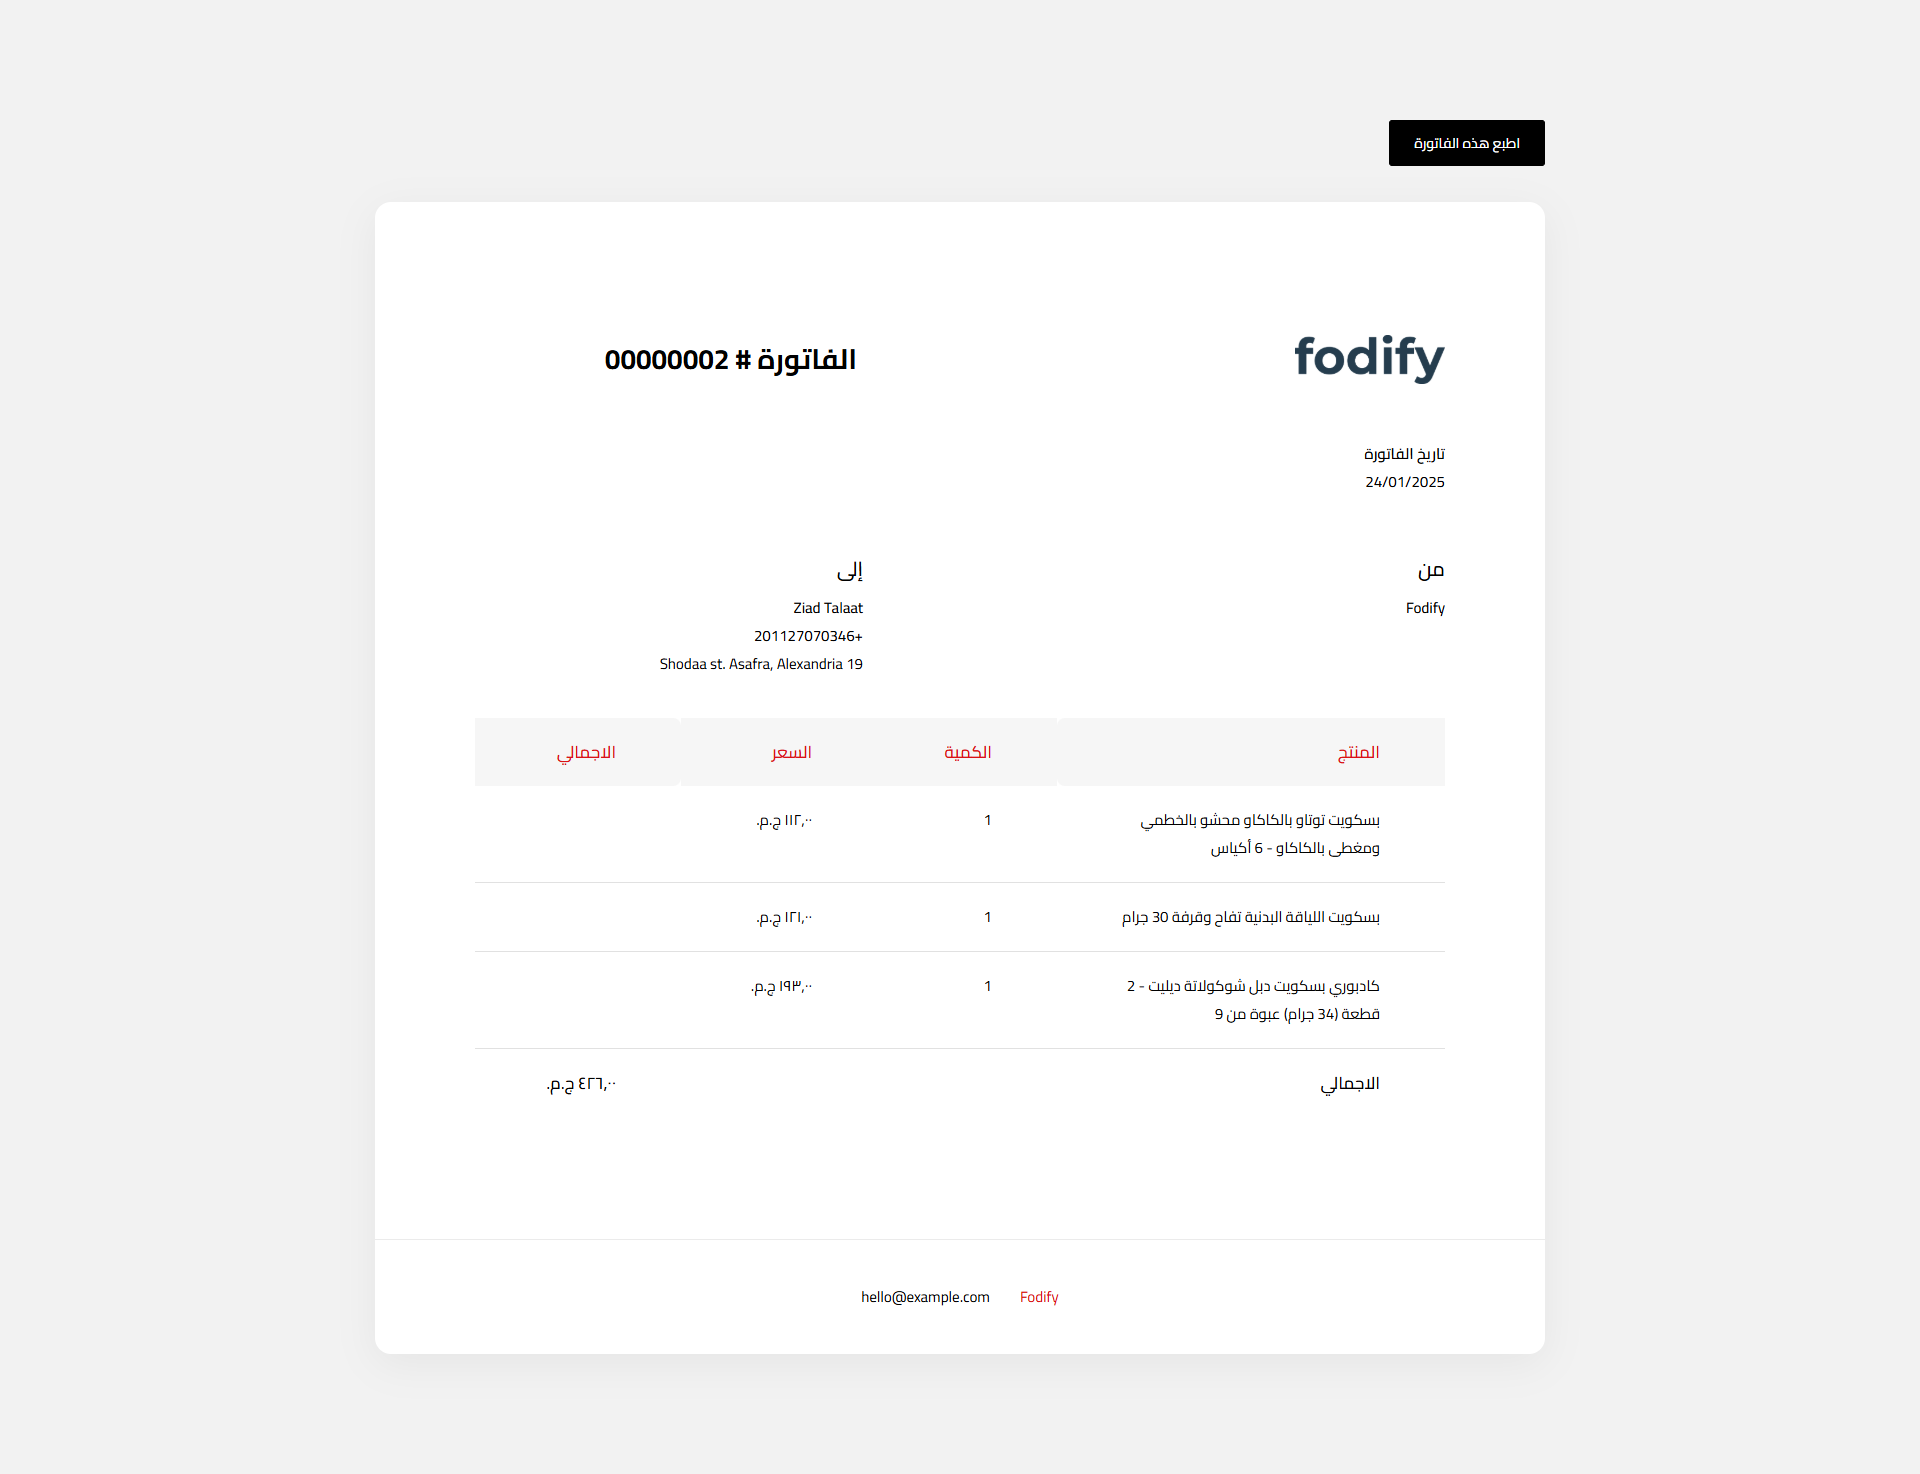 اطبع هذه الفاتورة
fodify
الفاتورة # 00000002
تاريخ الفاتورة
24/01/2025
من
Fodify
إلى
Ziad Talaat
201127070346+
Shodaa st. Asafra, Alexandria 19
المنتج الكمية السعر الاجمالي
بسكويت توتاو بالكاكاو محشو بالخطمي 1 ١١٢,٠٠ ج.م.
ومغطى بالكاكاو - 6 أكياس
بسكويت اللياقة البدنية تفاح وقرفة 30 جرام 1 ١٢١,٠٠ ج.م.
كادبوري بسكويت دبل شوكولاتة ديليت - 2 1 ١٩٣,٠٠ ج.م.
قطعة (34 جرام) عبوة من 9
الاجمالي ٤٢٦,٠٠ ج.م.
Fodify hello@example.com